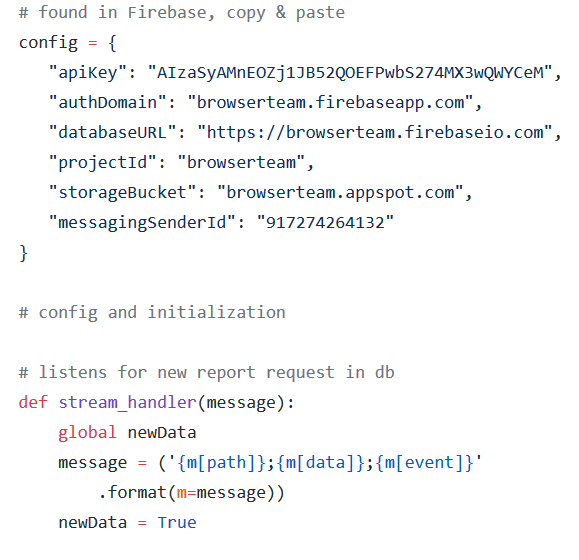 # found in Firebase, copy & paste
config = {
"apiKey": "AIzaSyAMnEOZj1JB52QOEFPwbS274MX3wQWYCeM",
"authDomain": "browserteam.firebaseapp.com",
"databaseURL": "https://browserteam.firebaseio.com",
"projectId": "browserteam",
"storageBucket": "browserteam.appspot.com",
"messagingSenderId": "917274264132"
}
# config and initialization
# listens for new report request in db
def stream_handler(message):
global newData
message = ('{m[path]};{m[data]};{m[event]}'
.format(m=message))
newData = True